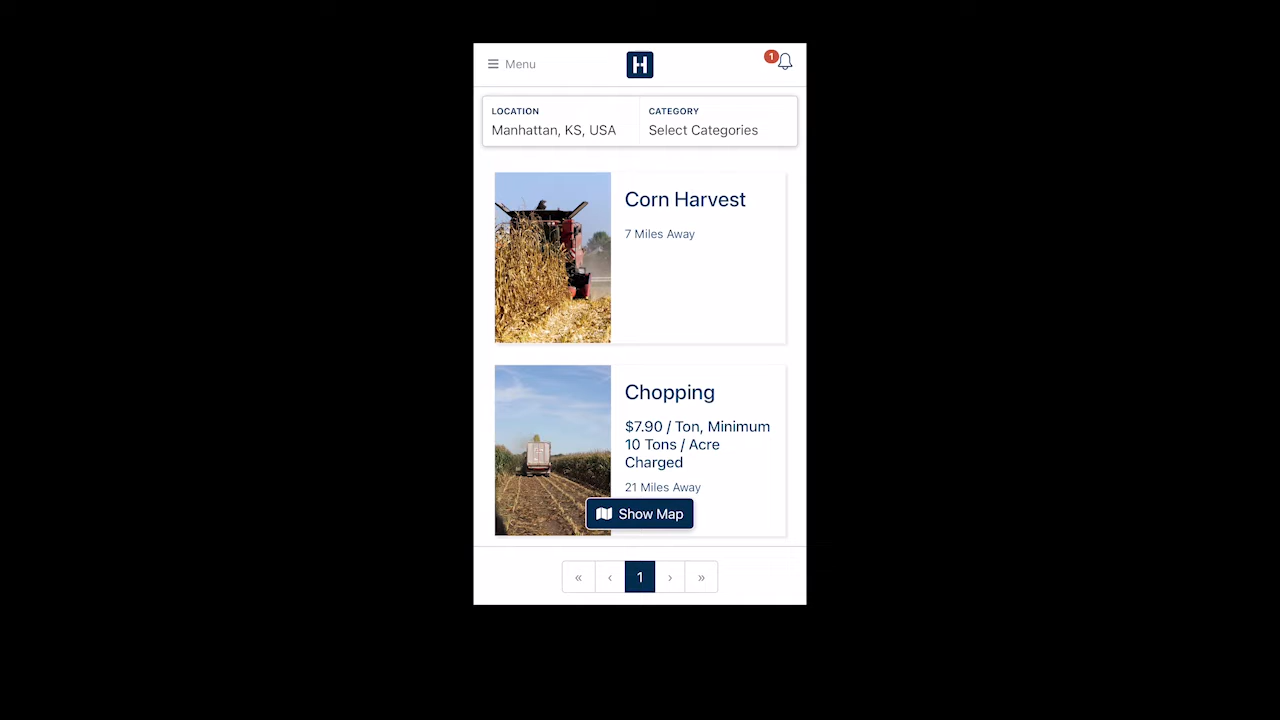 Menu
H
1
LOCATION
Manhattan, KS, USA
CATEGORY
Select Categories
Corn Harvest
7 Miles Away
Chopping
$7.90 / Ton, Minimum
10 Tons / Acre
Charged
21 Miles Away
Show Map
« ‹ 1 › »